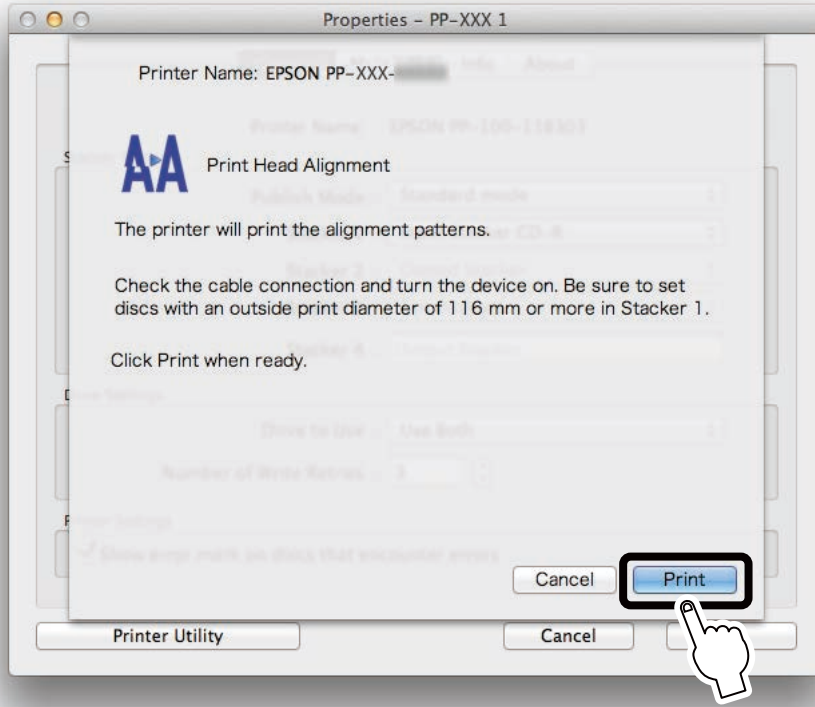 Properties – PP–XXX 1
Printer Name: EPSON PP–XXX-
AA
Print Head Alignment
The printer will print the alignment patterns.
Check the cable connection and turn the device on. Be sure to set
discs with an outside print diameter of 116 mm or more in Stacker 1.
Click Print when ready.
Cancel
Print
Printer Utility
Cancel